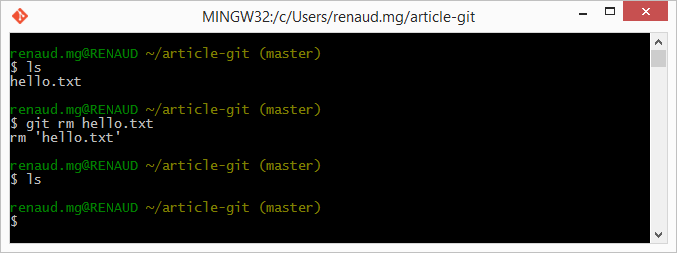 MINGW32:/c/Users/renaud.mg/article-git
renaud.mg@RENAUD ~/article-git (master)
$ ls
hello.txt
renaud.mg@RENAUD ~/article-git (master)
$ git rm hello.txt
rm 'hello.txt'
renaud.mg@RENAUD ~/article-git (master)
$ ls
renaud.mg@RENAUD ~/article-git (master)
$